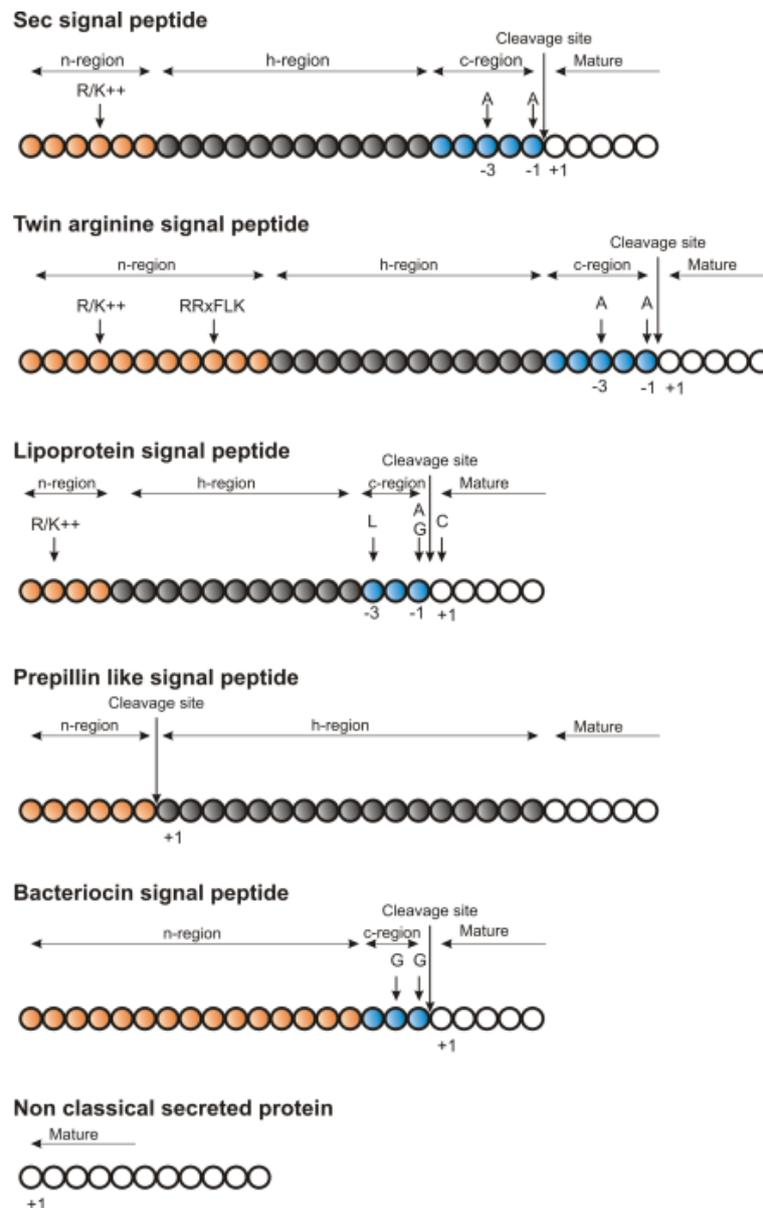 Sec signal peptide
Cleavage site
n-region h-region c-region Mature
R/K++ A A
-3 -1 +1
Twin arginine signal peptide
Cleavage site
n-region h-region c-region Mature
R/K++ RRxFLK A A
-3 -1 +1
Lipoprotein signal peptide
Cleavage site
n-region h-region c-region Mature
R/K++ L A G C
-3 -1 +1
Prepillin like signal peptide
Cleavage site
n-region h-region Mature
+1
Bacteriocin signal peptide
Cleavage site
n-region c-region Mature
G G
+1
Non classical secreted protein
Mature
+1